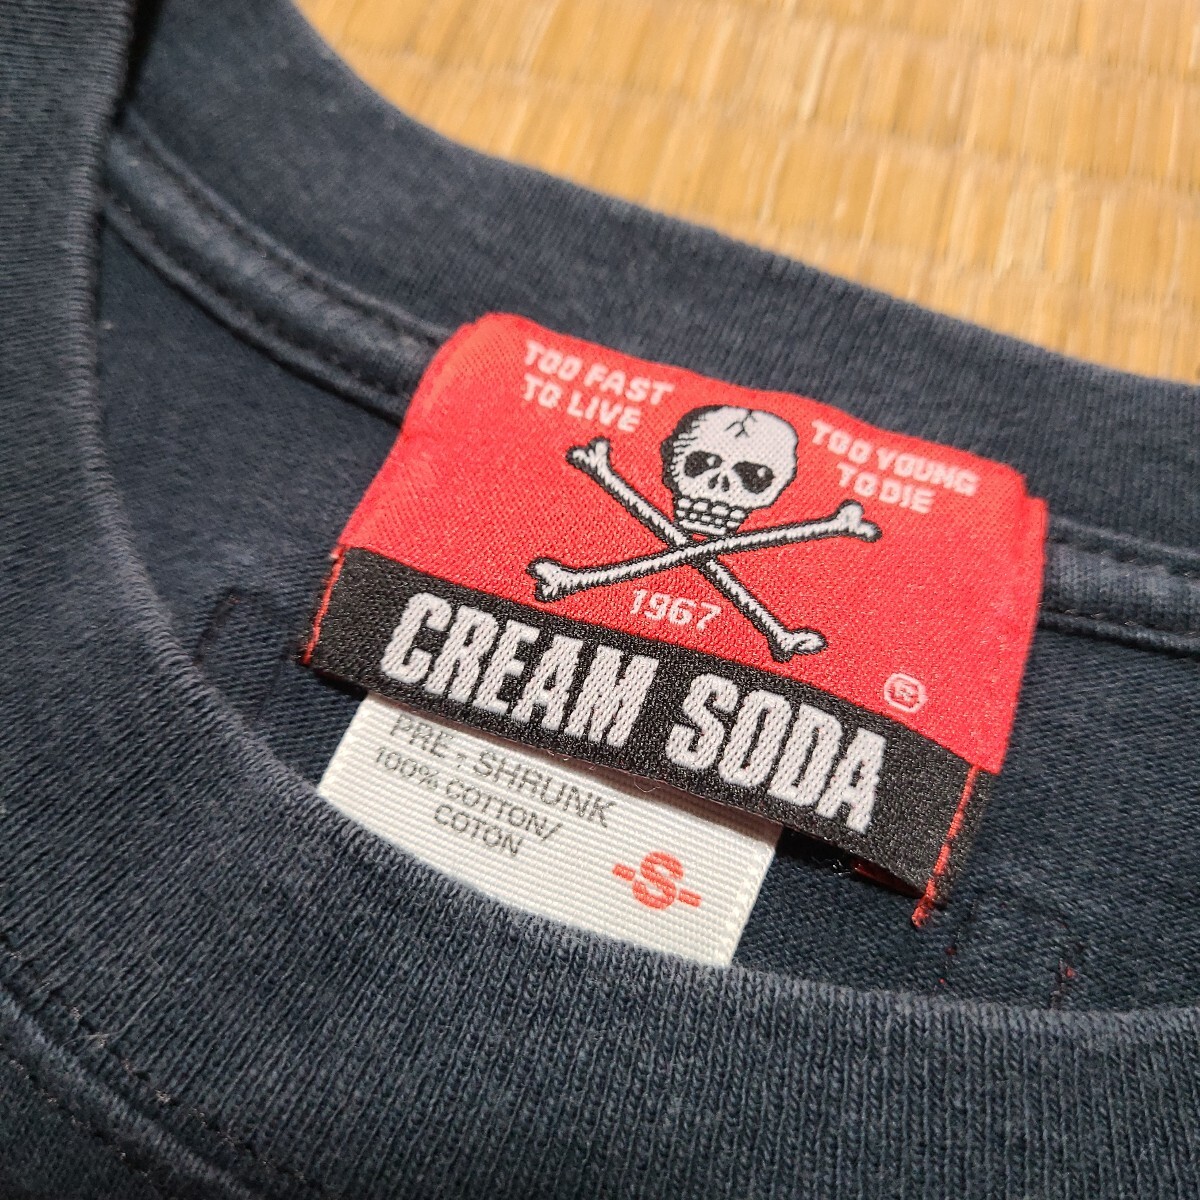 TOO FAST
TO LIVE
TOO YOUNG
TO DIE
1967
®
CREAM SODA
PRE-SHRUNK
100% COTTON/
COTON
-S-